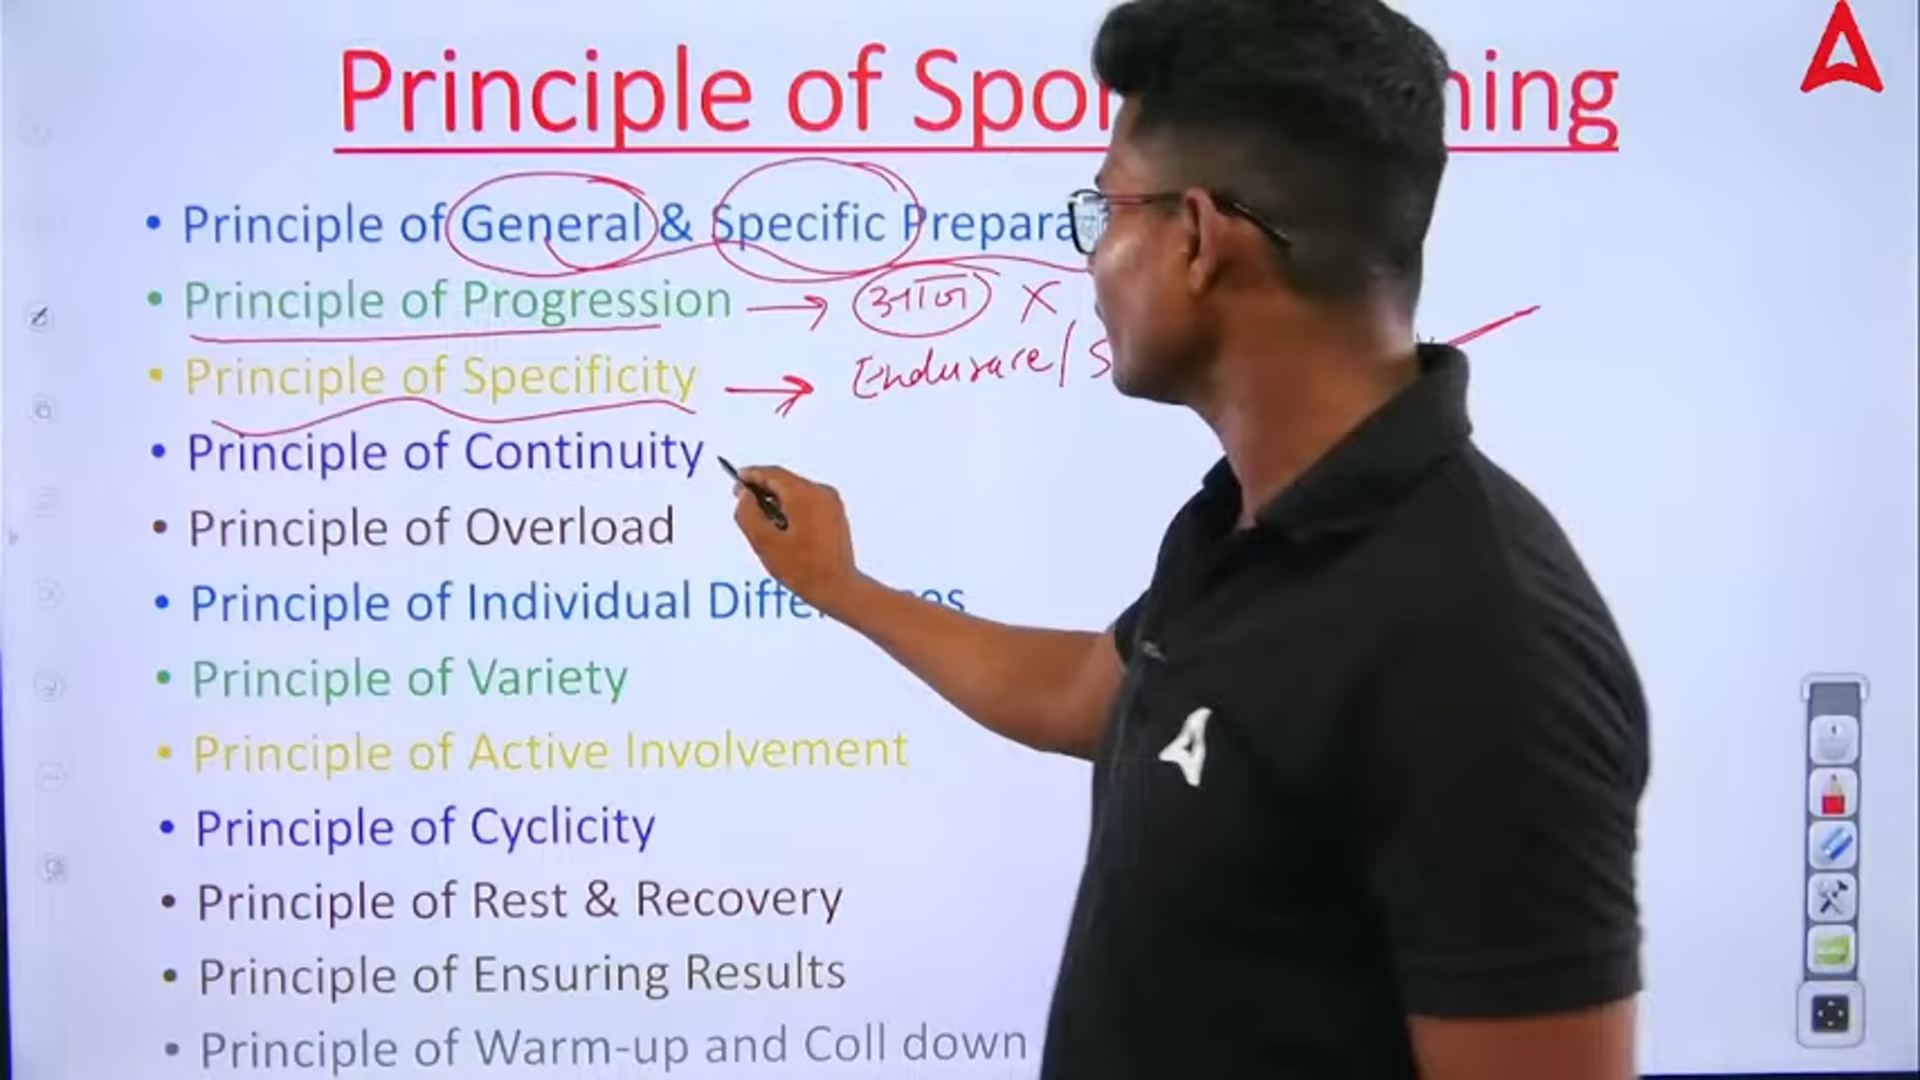 Principle of Spor ning
• Principle of General & Specific Prepara
• Principle of Progression → आज X
• Principle of Specificity → Endurance / S
• Principle of Continuity
• Principle of Overload
• Principle of Individual Diffe es
• Principle of Variety
• Principle of Active Involvement
• Principle of Cyclicity
• Principle of Rest & Recovery
• Principle of Ensuring Results
• Principle of Warm-up and Coll down